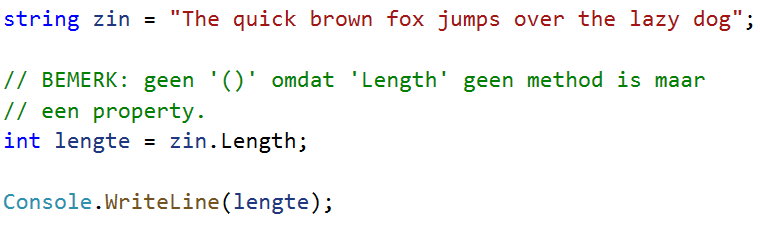 string zin = "The quick brown fox jumps over the lazy dog";
// BEMERK: geen '()' omdat 'Length' geen method is maar
// een property.
int lengte = zin.Length;
Console.WriteLine(lengte);